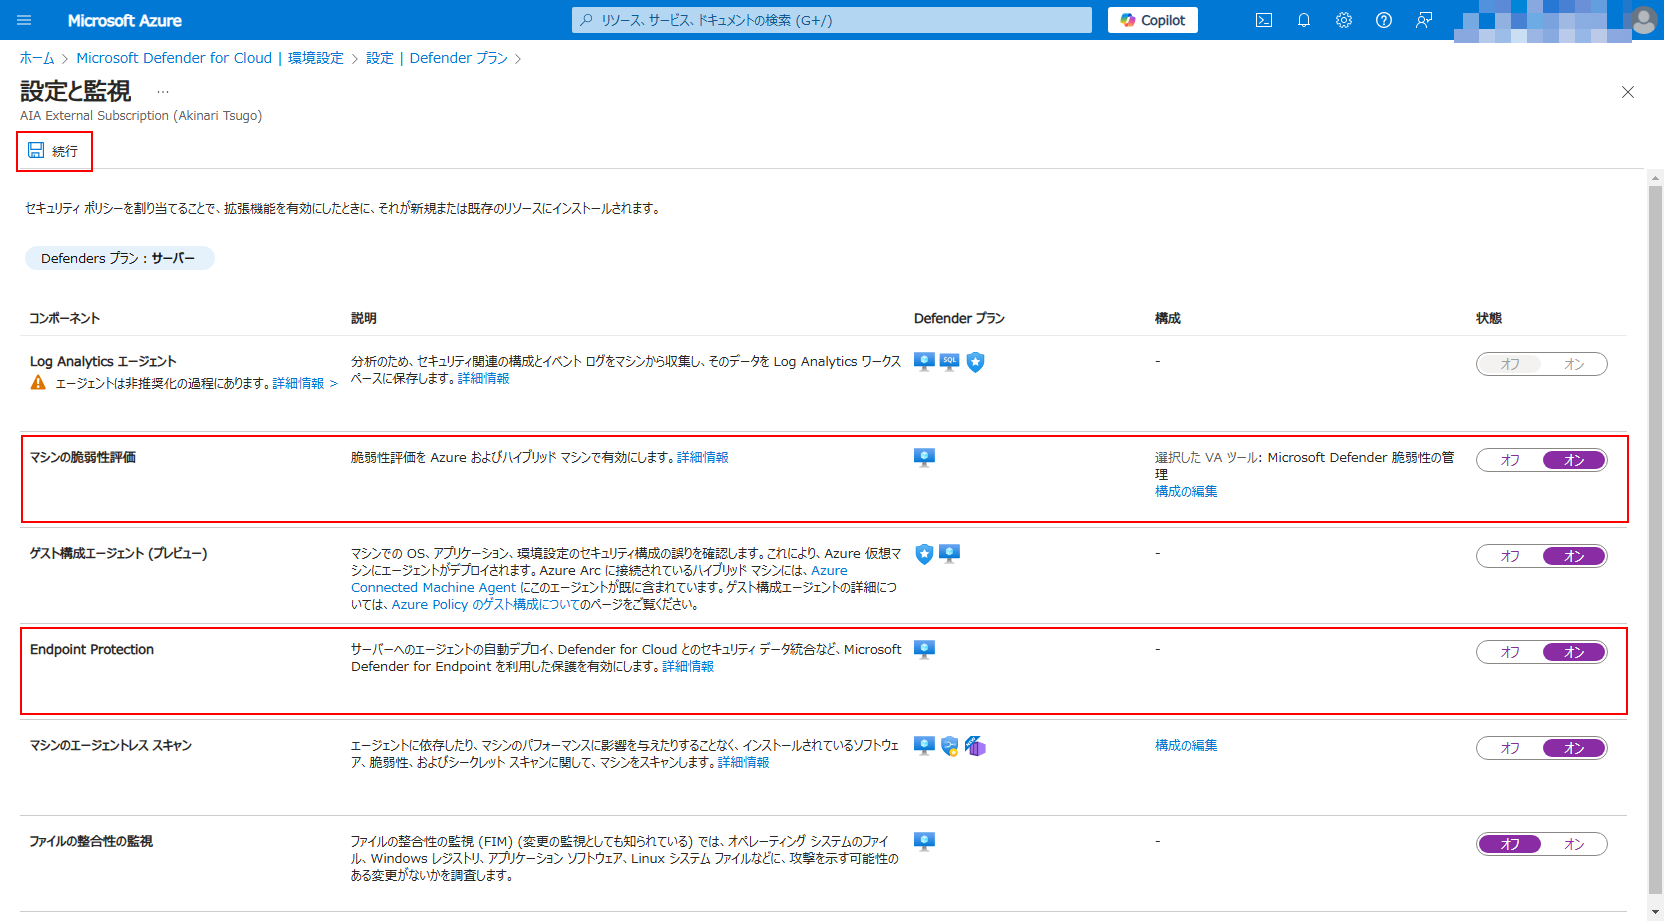 Microsoft Azure
リソース、サービス、ドキュメントの検索 (G+/)
Copilot
ホーム > Microsoft Defender for Cloud | 環境設定 > 設定 | Defender プラン >
設定と監視 …
AIA External Subscription (Akinari Tsugo)
続行
セキュリティ ポリシーを割り当てることで、拡張機能を有効にしたときに、それが新規または既存のリソースにインストールされます。
Defenders プラン : サーバー
コンポーネント 説明 Defender プラン 構成 状態
Log Analytics エージェント
エージェントは非推奨化の過程にあります。詳細情報 >
分析のため、セキュリティ関連の構成とイベント ログをマシンから収集し、そのデータを Log Analytics ワークス
ペースに保存します。詳細情報
SQL
-
オフ オン
マシンの脆弱性評価
脆弱性評価を Azure およびハイブリッド マシンで有効にします。詳細情報
選択した VA ツール: Microsoft Defender 脆弱性の管
理
構成の編集
オフ オン
ゲスト構成エージェント (プレビュー)
マシンでの OS、アプリケーション、環境設定のセキュリティ構成の誤りを確認します。これにより、Azure 仮想マ
シンにエージェントがデプロイされます。Azure Arc に接続されているハイブリッド マシンには、Azure
Connected Machine Agent にこのエージェントが既に含まれています。ゲスト構成エージェントの詳細につ
いては、Azure Policy のゲスト構成についてのページをご覧ください。
-
オフ オン
Endpoint Protection
サーバーへのエージェントの自動デプロイ、Defender for Cloud とのセキュリティ データ統合など、Microsoft
Defender for Endpoint を利用した保護を有効にします。詳細情報
-
オフ オン
マシンのエージェントレス スキャン
エージェントに依存したり、マシンのパフォーマンスに影響を与えたりすることなく、インストールされているソフトウェ
ア、脆弱性、およびシークレット スキャンに関して、マシンをスキャンします。詳細情報
構成の編集
オフ オン
ファイルの整合性の監視
ファイルの整合性の監視 (FIM) (変更の監視としても知られている) では、オペレーティング システムのファイ
ル、Windows レジストリ、アプリケーション ソフトウェア、Linux システム ファイルなどに、攻撃を示す可能性の
ある変更がないかを調査します。
-
オフ オン